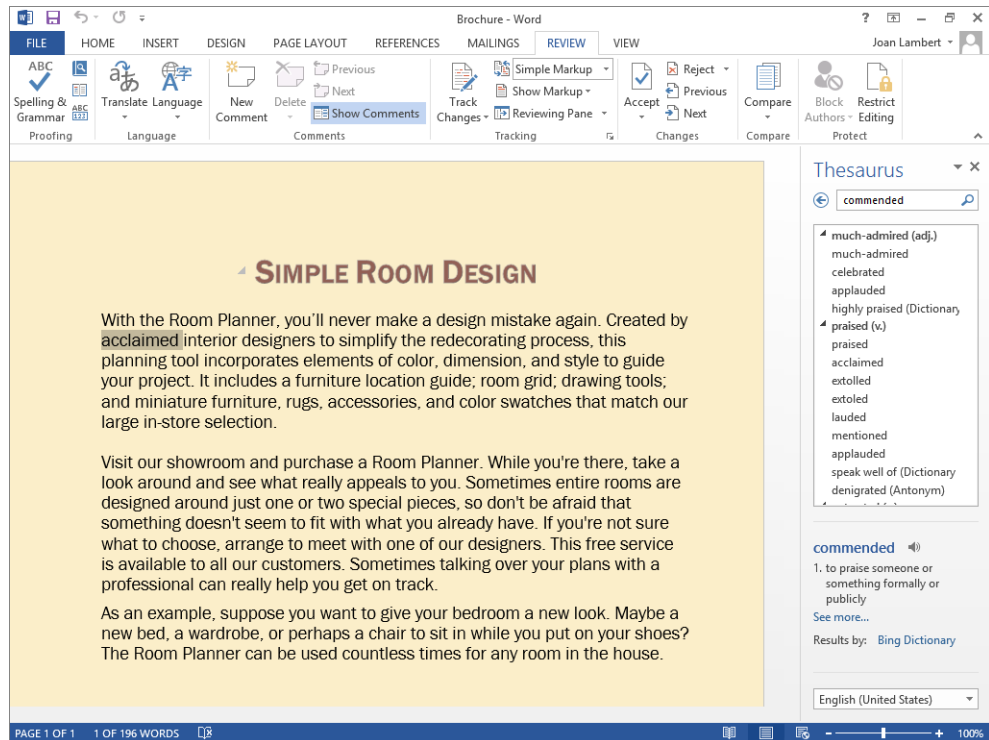 Brochure - Word
FILE HOME INSERT DESIGN PAGE LAYOUT REFERENCES MAILINGS REVIEW VIEW Joan Lambert
ABC
Spelling &
Grammar
ABC
123
Proofing
Translate Language
Language
New
Comment
Delete
Previous
Next
Show Comments
Comments
Track
Changes
Simple Markup
Show Markup
Reviewing Pane
Tracking
Accept
Reject
Previous
Next
Changes
Compare
Compare
Block
Authors
Restrict
Editing
Protect
SIMPLE ROOM DESIGN
With the Room Planner, you'll never make a design mistake again. Created by
acclaimed interior designers to simplify the redecorating process, this
planning tool incorporates elements of color, dimension, and style to guide
your project. It includes a furniture location guide; room grid; drawing tools;
and miniature furniture, rugs, accessories, and color swatches that match our
large in-store selection.
Visit our showroom and purchase a Room Planner. While you're there, take a
look around and see what really appeals to you. Sometimes entire rooms are
designed around just one or two special pieces, so don't be afraid that
something doesn't seem to fit with what you already have. If you're not sure
what to choose, arrange to meet with one of our designers. This free service
is available to all our customers. Sometimes talking over your plans with a
professional can really help you get on track.
As an example, suppose you want to give your bedroom a new look. Maybe a
new bed, a wardrobe, or perhaps a chair to sit in while you put on your shoes?
The Room Planner can be used countless times for any room in the house.
Thesaurus
commended
much-admired (adj.)
much-admired
celebrated
applauded
highly praised (Dictionary
praised (v.)
praised
acclaimed
extolled
extoled
lauded
mentioned
applauded
speak well of (Dictionary
denigrated (Antonym)
commended
1. to praise someone or
something formally or
publicly
See more...
Results by: Bing Dictionary
English (United States)
PAGE 1 OF 1 1 OF 196 WORDS 100%